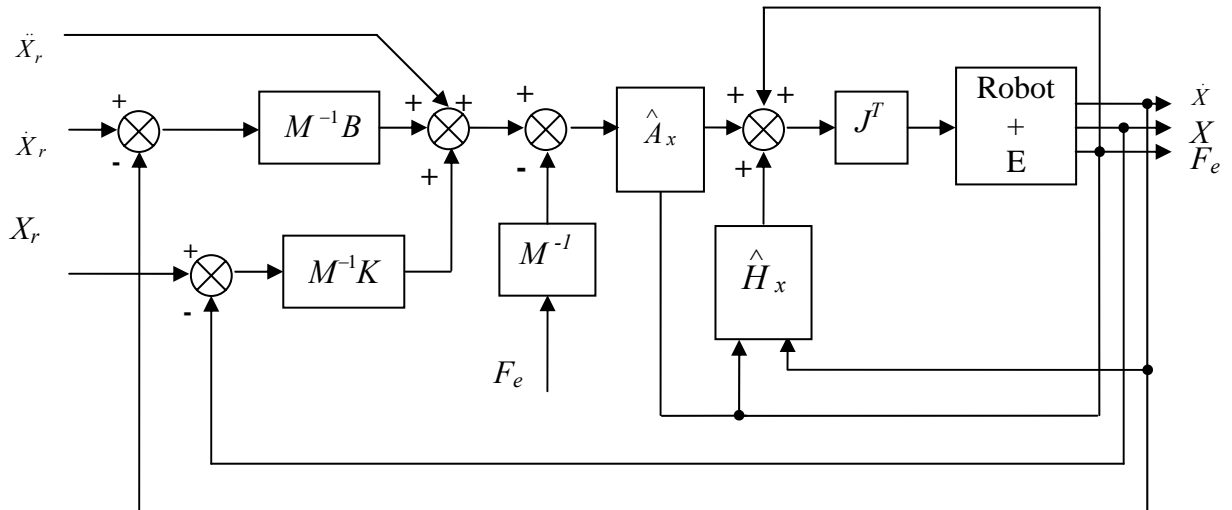 Ẍr
Ẋr
Xr
+
-
M⁻¹B
+
-
M⁻¹K
+
+
+
+
-
M⁻¹
Fe
Âx
+
+
+
Ĥx
Jᵀ
Robot
+
E
Ẋ
X
Fe